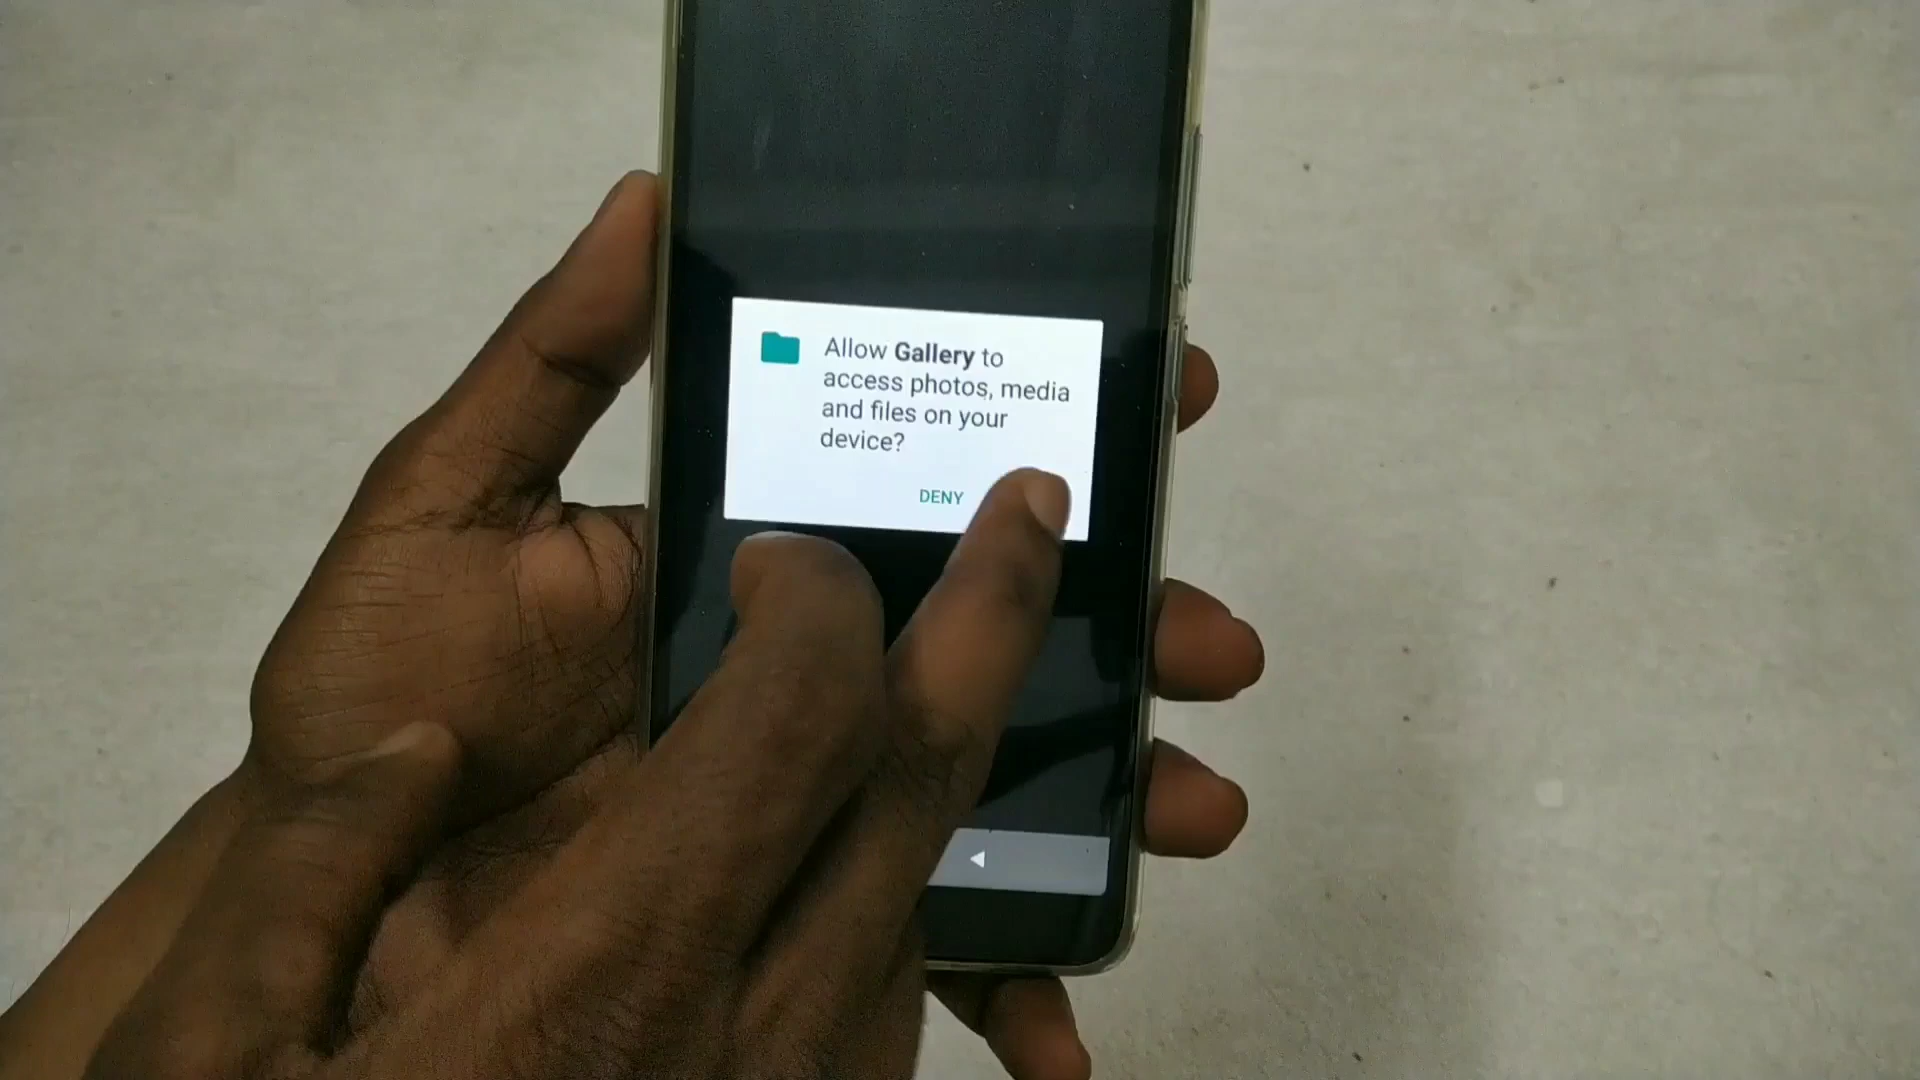 Allow Gallery to
access photos, media
and files on your
device?
DENY